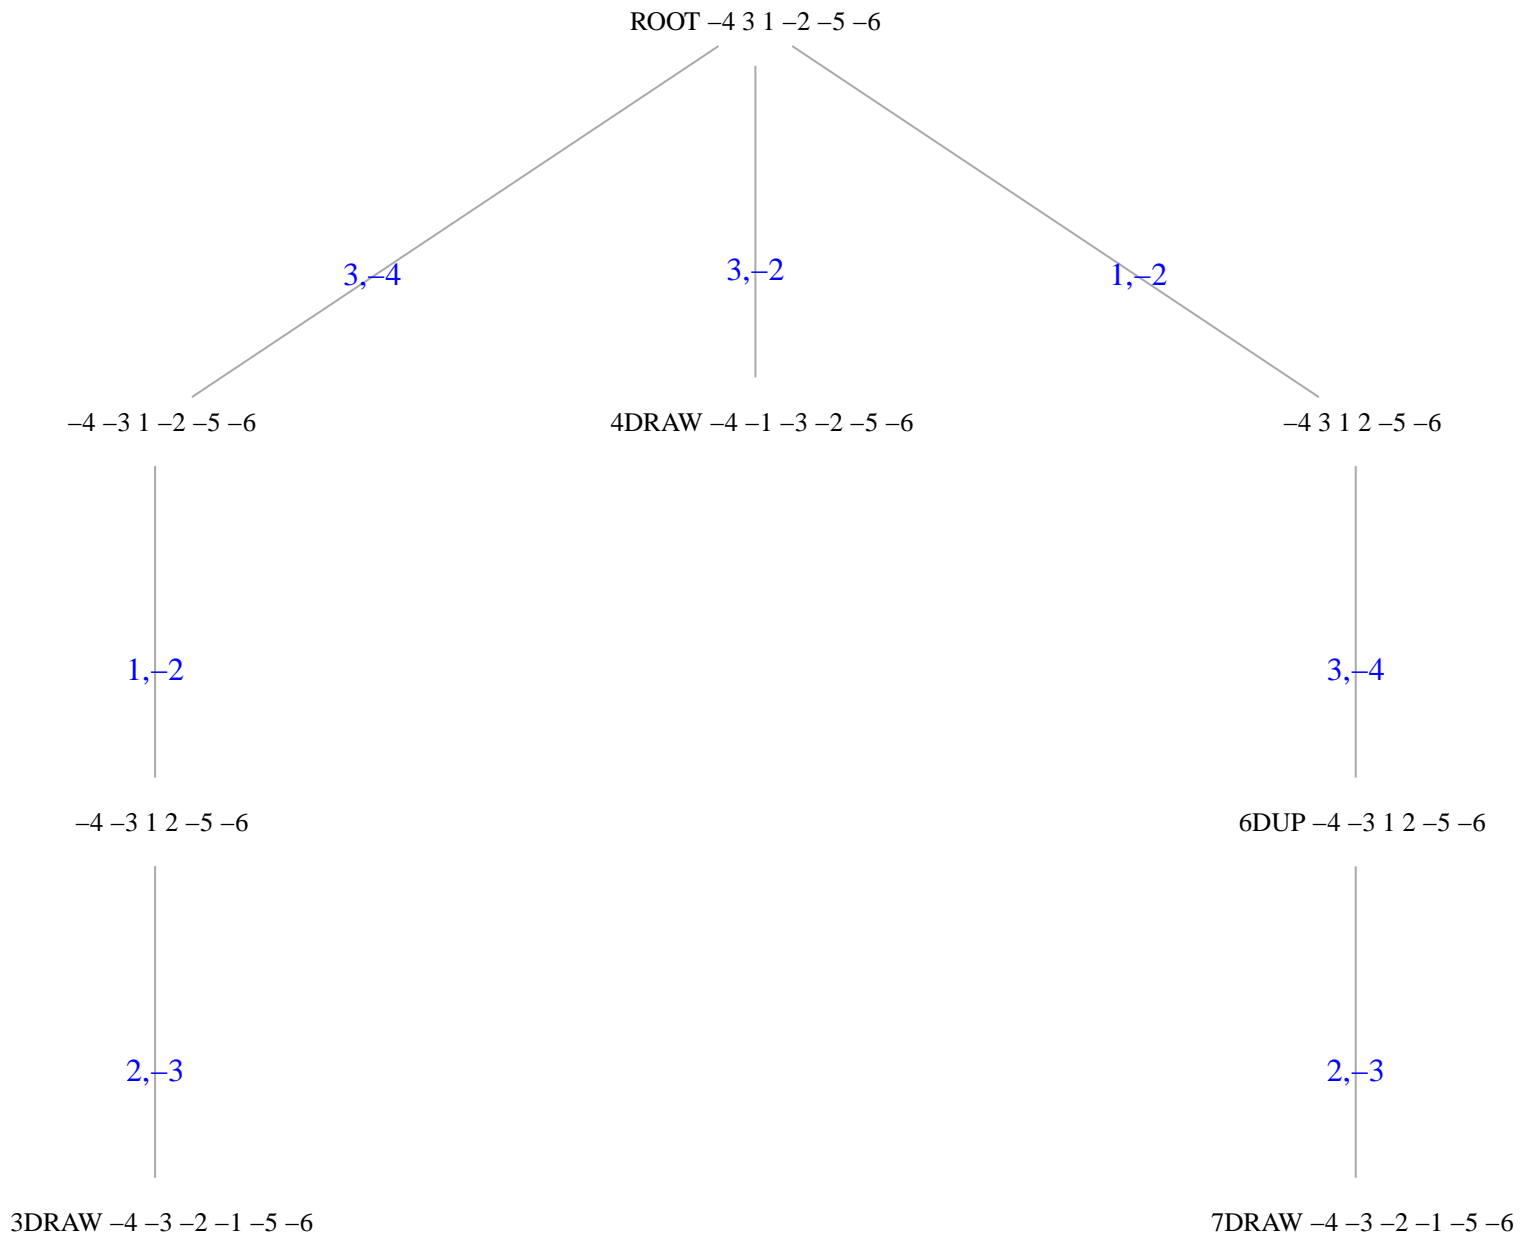 ROOT –4 3 1 –2 –5 –6
3,–4
3,–2
1,–2
–4 –3 1 –2 –5 –6
4DRAW –4 –1 –3 –2 –5 –6
–4 3 1 2 –5 –6
1,–2
3,–4
–4 –3 1 2 –5 –6
6DUP –4 –3 1 2 –5 –6
2,–3
2,–3
3DRAW –4 –3 –2 –1 –5 –6
7DRAW –4 –3 –2 –1 –5 –6